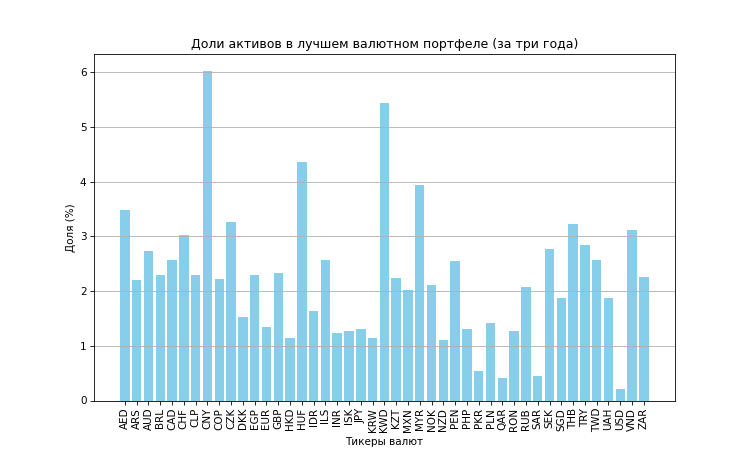 Доли активов в лучшем валютном портфеле (за три года)
Доля (%)
6
5
4
3
2
1
0
AED ARS AUD BRL CAD CHF CLP CNY COP CZK DKK EGP EUR GBP HKD HUF IDR ILS INR ISK JPY KRW KWD KZT MXN MYR NOK NZD PEN PHP PKR PLN QAR RON RUB SAR SEK SGD THB TRY TWD UAH USD VND ZAR
Тикеры валют